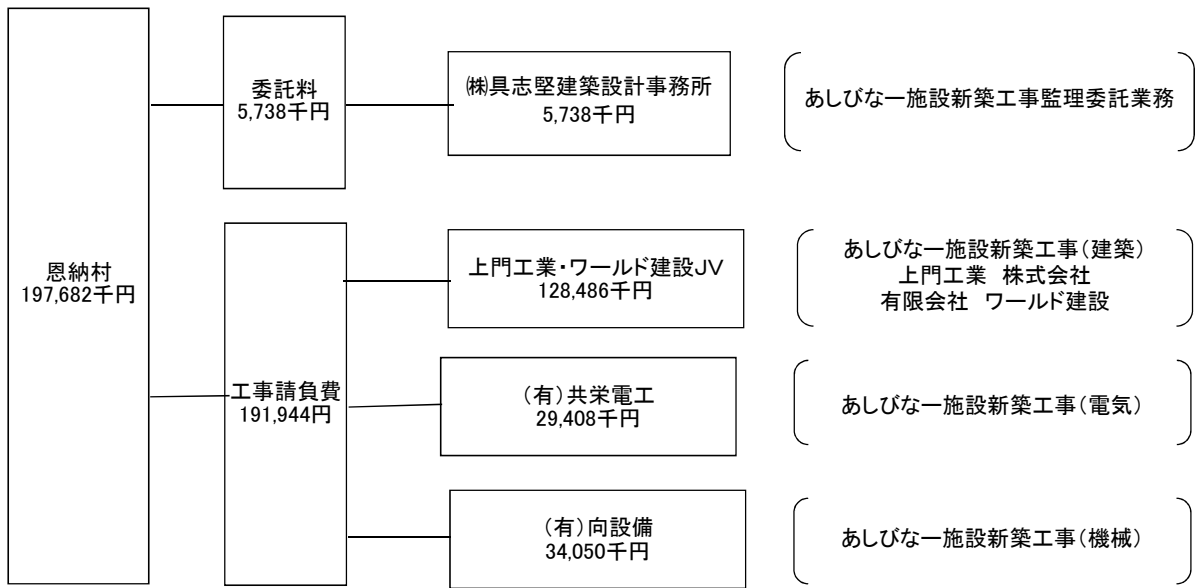 恩納村
197,682千円
委託料
5,738千円
㈱具志堅建築設計事務所
5,738千円
あしびなー施設新築工事監理委託業務
工事請負費
191,944円
上門工業・ワールド建設JV
128,486千円
あしびなー施設新築工事(建築)
上門工業　株式会社
有限会社　ワールド建設
(有)共栄電工
29,408千円
あしびなー施設新築工事(電気)
(有)向設備
34,050千円
あしびなー施設新築工事(機械)